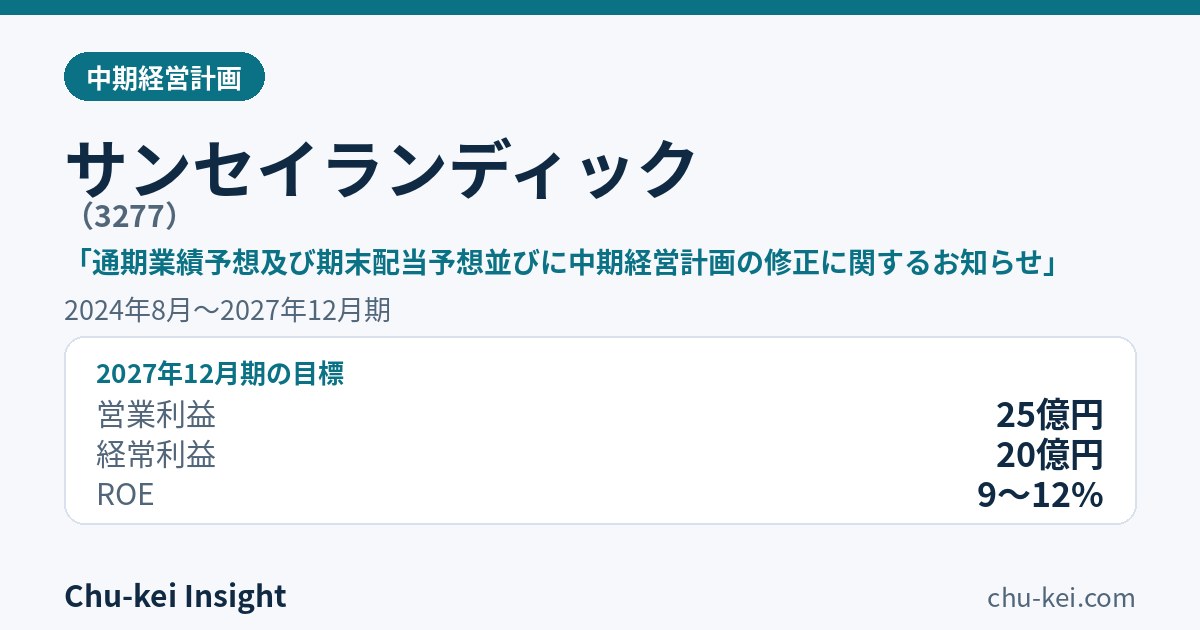 中期経営計画
サンセイランディック
（3277）
「通期業績予想及び期末配当予想並びに中期経営計画の修正に関するお知らせ」
2024年8月～2027年12月期
2027年12月期の目標
営業利益 25億円
経常利益 20億円
ROE 9～12%
Chu-kei Insight chu-kei.com